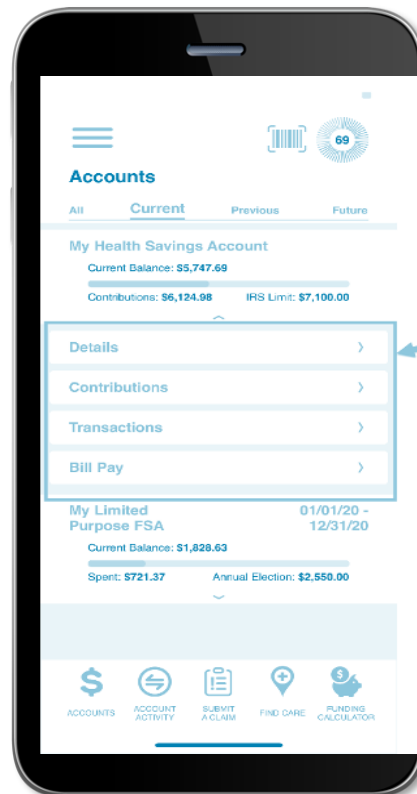 69
Accounts
All Current Previous Future
My Health Savings Account
Current Balance: $5,747.69
Contributions: $6,124.98 IRS Limit: $7,100.00
Details
Contributions
Transactions
Bill Pay
My Limited 01/01/20 -
Purpose FSA 12/31/20
Current Balance: $1,828.63
Spent: $721.37 Annual Election: $2,550.00
ACCOUNTS ACCOUNT SUBMIT FIND CARE FUNDING
ACTIVITY A CLAIM CALCULATOR